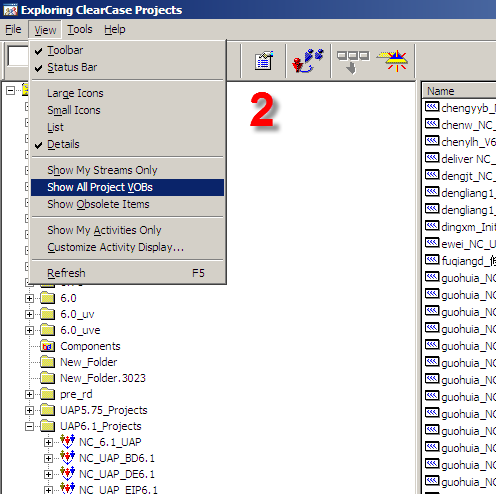 Exploring ClearCase Projects
File View Tools Help
Toolbar
Status Bar
Large Icons
Small Icons
List
Details
Show My Streams Only
Show All Project VOBs
Show Obsolete Items
Show My Activities Only
Customize Activity Display...
Refresh F5
2
6.0
6.0_uv
6.0_uve
Components
New_Folder
New_Folder.3023
pre_rd
UAP5.75_Projects
UAP6.1_Projects
NC_6.1_UAP
NC_UAP_BD6.1
NC_UAP_DE6.1
NC_UAP_EIP6.1
Name
chengyyb_N
chenw_NC_
chenylh_V6
deliver NC_
dengjt_NC_
dengliang1_
dengliang1_
dingxm_Init
ewei_NC_U
fuqiangd_
guohuia_NC
guohuia_NC
guohuia_NC
guohuia_NC
guohuia_NC
guohuia_NC
guohuia_NC
guohuia_NC
guohuia_NC
guohuia_NC
guohuia_NC
guohuia_NC
guohuia_NC